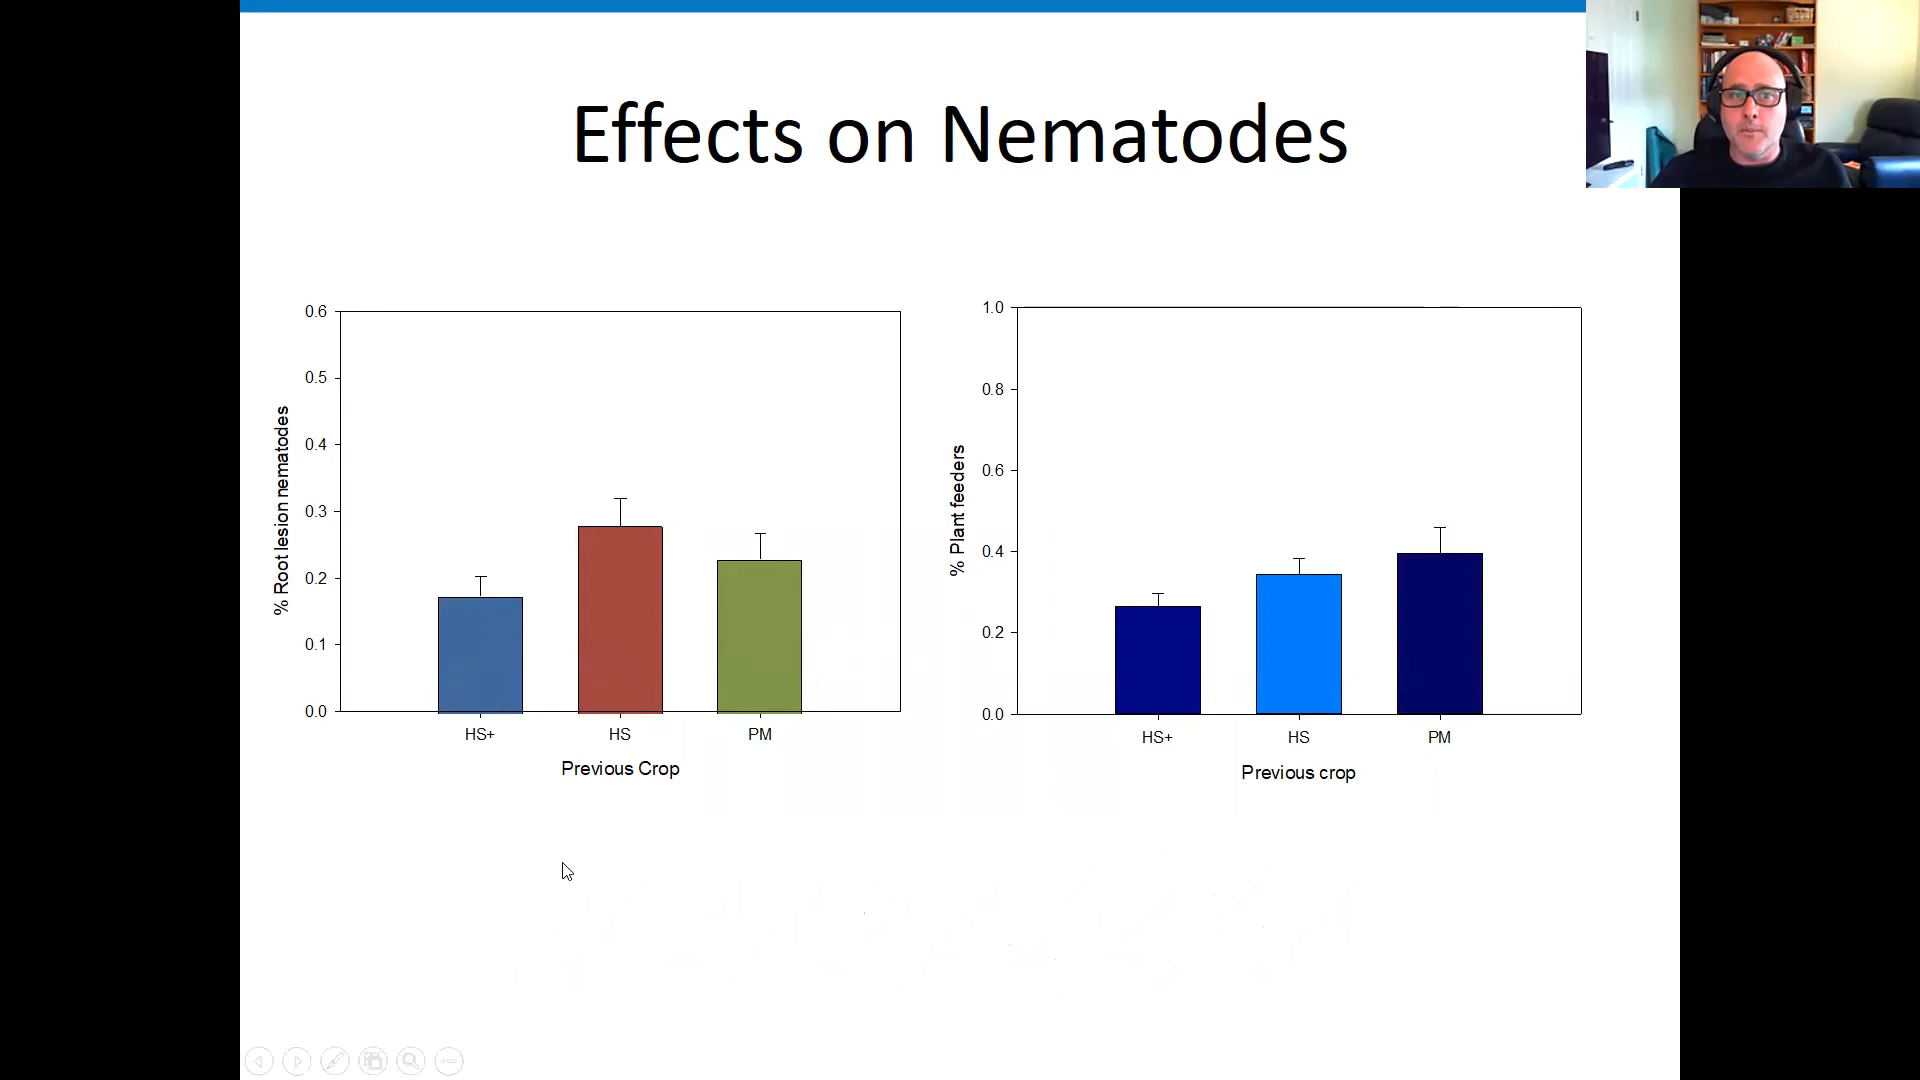 Effects on Nematodes
0.6
0.5
0.4
0.3
0.2
0.1
0.0
% Root lesion nematodes
HS+ HS PM
Previous Crop
1.0
0.8
0.6
0.4
0.2
0.0
% Plant feeders
HS+ HS PM
Previous crop